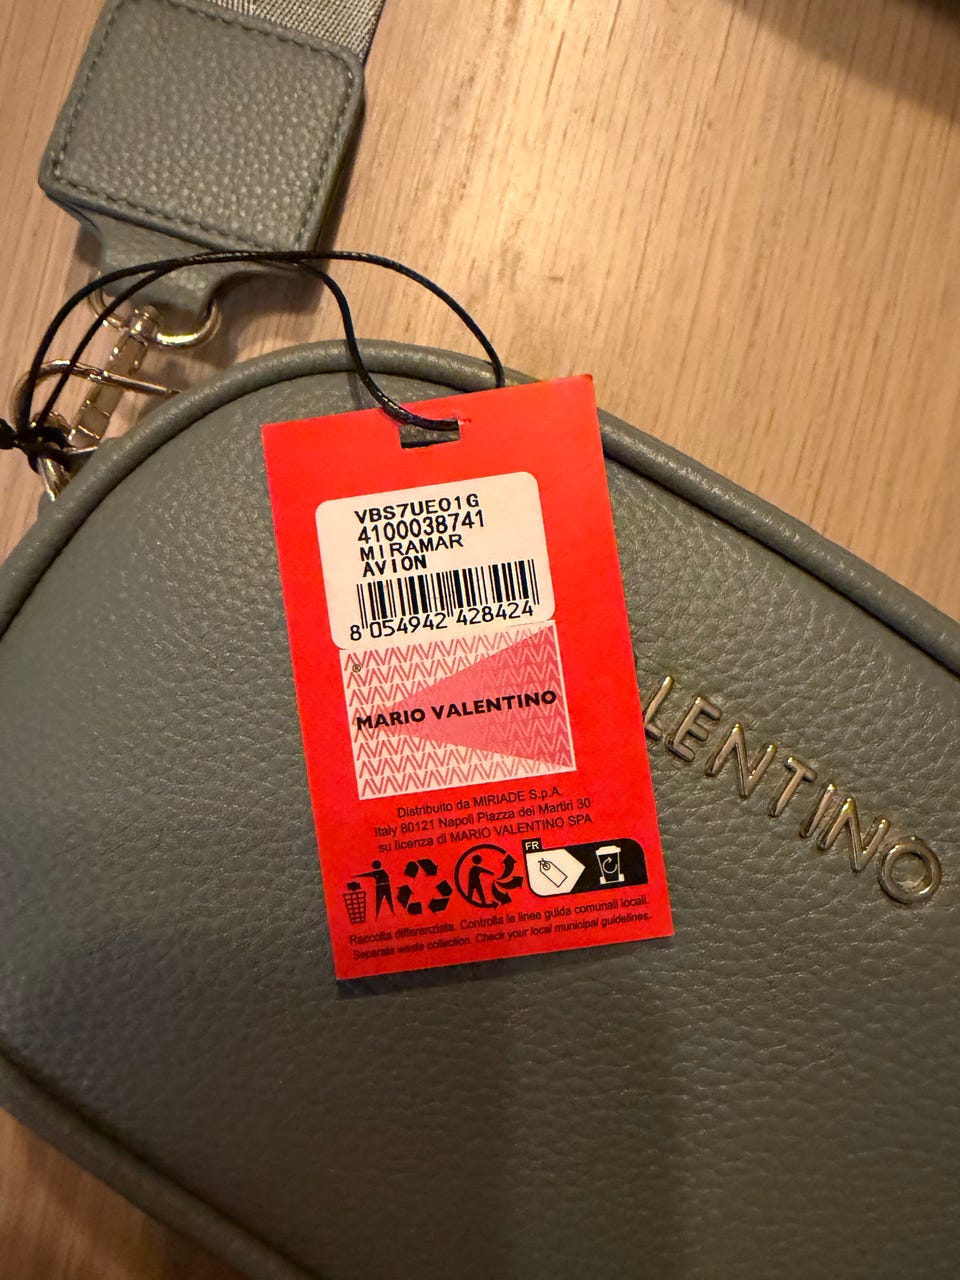 VBS7UE01G
4100038741
MIRAMAR
AVION
8 054942 428424
®
MARIO VALENTINO
LENTINO
Distribuito da MIRIADE S.p.A.
Italy 80121 Napoli Piazza dei Martiri 30
su licenza di MARIO VALENTINO SPA
FR
Raccolta differenziata. Controlla le linee guida comunali locali.
Separate waste collection. Check your local municipal guidelines.